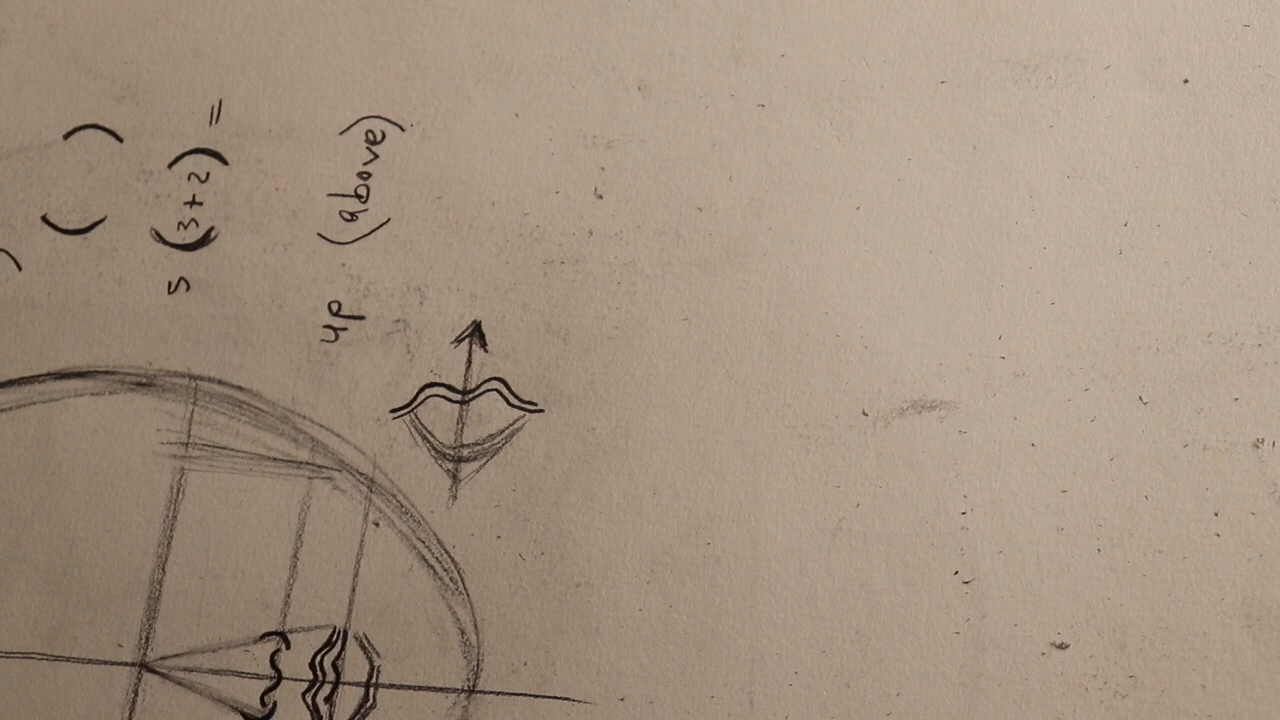 ( )
5 (3+2) =
up (above)